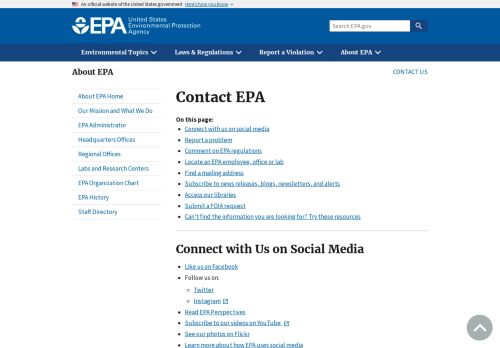 An official website of the United States government Here's how you know
EPA United States Environmental Protection Agency
Search EPA.gov
Environmental Topics Laws & Regulations Report a Violation About EPA
About EPA
CONTACT US
About EPA Home
Our Mission and What We Do
EPA Administrator
Headquarters Offices
Regional Offices
Labs and Research Centers
EPA Organization Chart
EPA History
Staff Directory
Contact EPA
On this page:
Connect with us on social media
Report a problem
Comment on EPA regulations
Locate an EPA employee, office or lab
Find a mailing address
Subscribe to news releases, blogs, newsletters, and alerts
Access our libraries
Submit a FOIA request
Can't find the information you are looking for? Try these resources
Connect with Us on Social Media
Like us on Facebook
Follow us on:
Twitter
Instagram
Read EPA Perspectives
Subscribe to our videos on YouTube
See our photos on Flickr
Learn more about how EPA uses social media